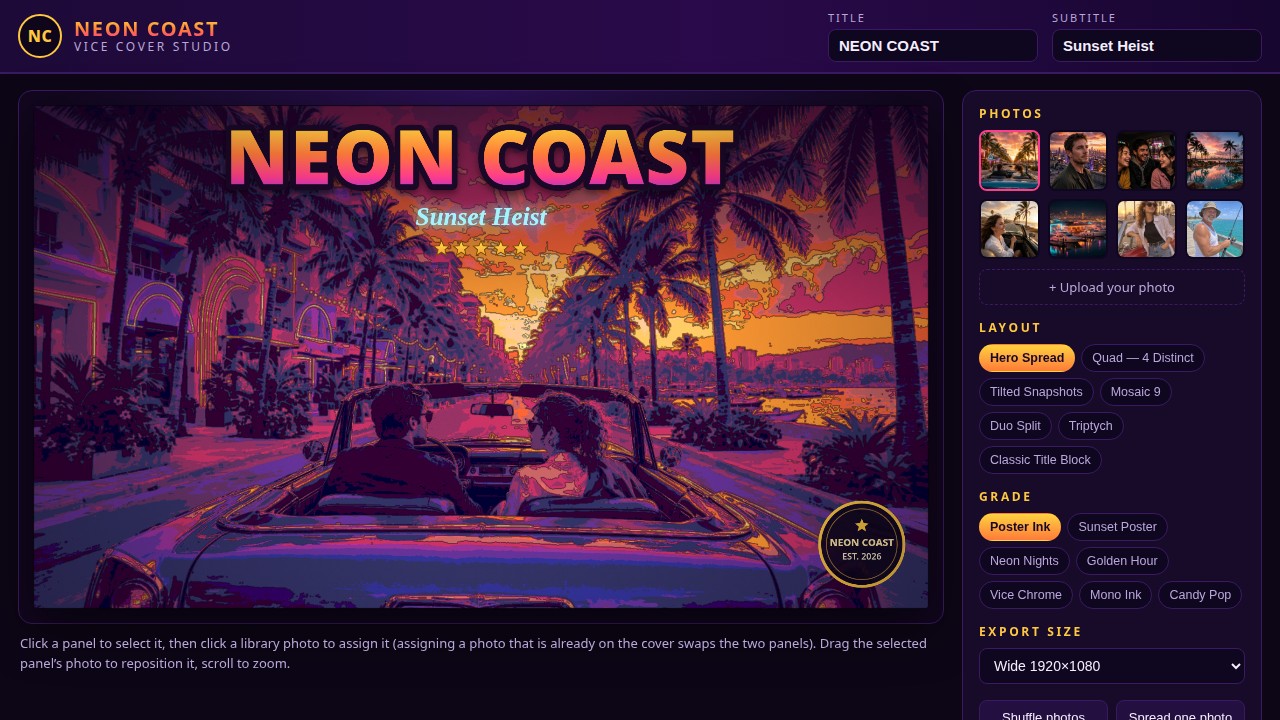 NC
NEON COAST
VICE COVER STUDIO
TITLE
SUBTITLE
NEON COAST
Sunset Heist
NEON COAST
Sunset Heist
NEON COAST
EST. 2026
Click a panel to select it, then click a library photo to assign it (assigning a photo that is already on the cover swaps the two panels). Drag the selected
panel’s photo to reposition it, scroll to zoom.
PHOTOS
+ Upload your photo
LAYOUT
Hero Spread
Quad — 4 Distinct
Tilted Snapshots
Mosaic 9
Duo Split
Triptych
Classic Title Block
GRADE
Poster Ink
Sunset Poster
Neon Nights
Golden Hour
Vice Chrome
Mono Ink
Candy Pop
EXPORT SIZE
Wide 1920×1080
Shuffle photos
Spread one photo